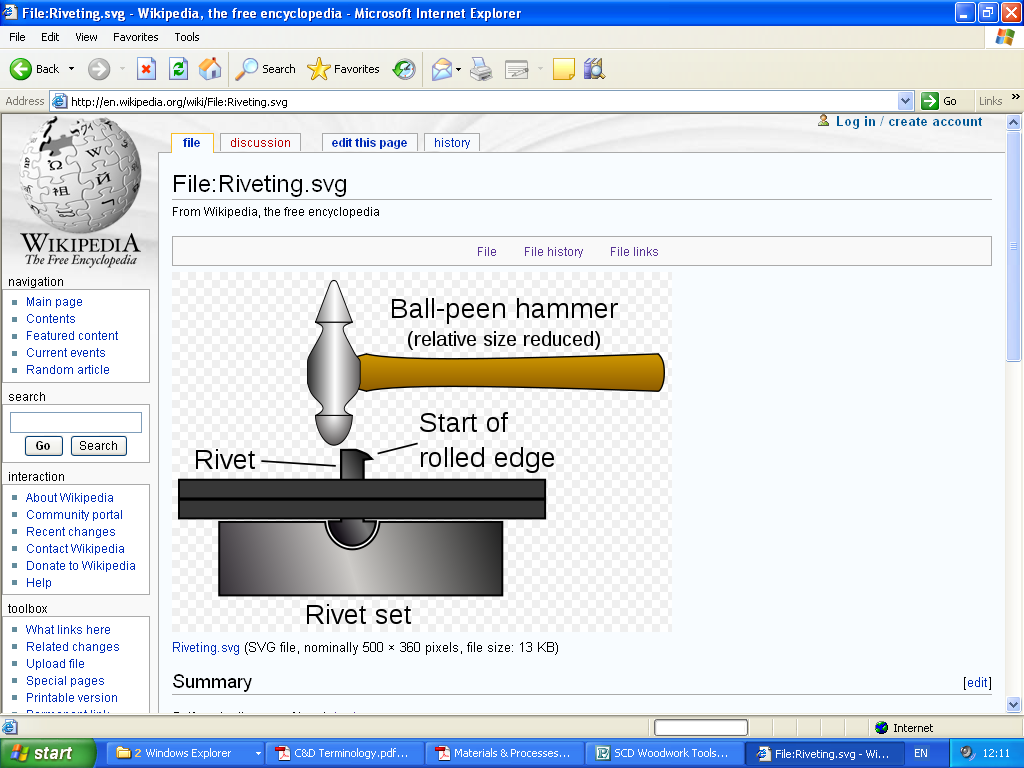 File:Riveting.svg - Wikipedia, the free encyclopedia - Microsoft Internet Explorer
File Edit View Favorites Tools
Back Search Favorites
Address http://en.wikipedia.org/wiki/File:Riveting.svg Go Links »
Log in / create account
file discussion edit this page history
File:Riveting.svg
From Wikipedia, the free encyclopedia
File File history File links
WIKIPEDIA
The Free Encyclopedia
navigation
Main page
Contents
Featured content
Current events
Random article
search
Go Search
interaction
About Wikipedia
Community portal
Recent changes
Contact Wikipedia
Donate to Wikipedia
Help
toolbox
What links here
Related changes
Upload file
Special pages
Printable version
Ball-peen hammer
(relative size reduced)
Start of
rolled edge
Rivet
Rivet set
Riveting.svg (SVG file, nominally 500 × 360 pixels, file size: 13 KB)
Summary [edit]
Internet
start 2 Windows Explorer C&D Terminology.pdf... Materials & Processes... SCD Woodwork Tools... File:Riveting.svg - Wi... EN 12:11